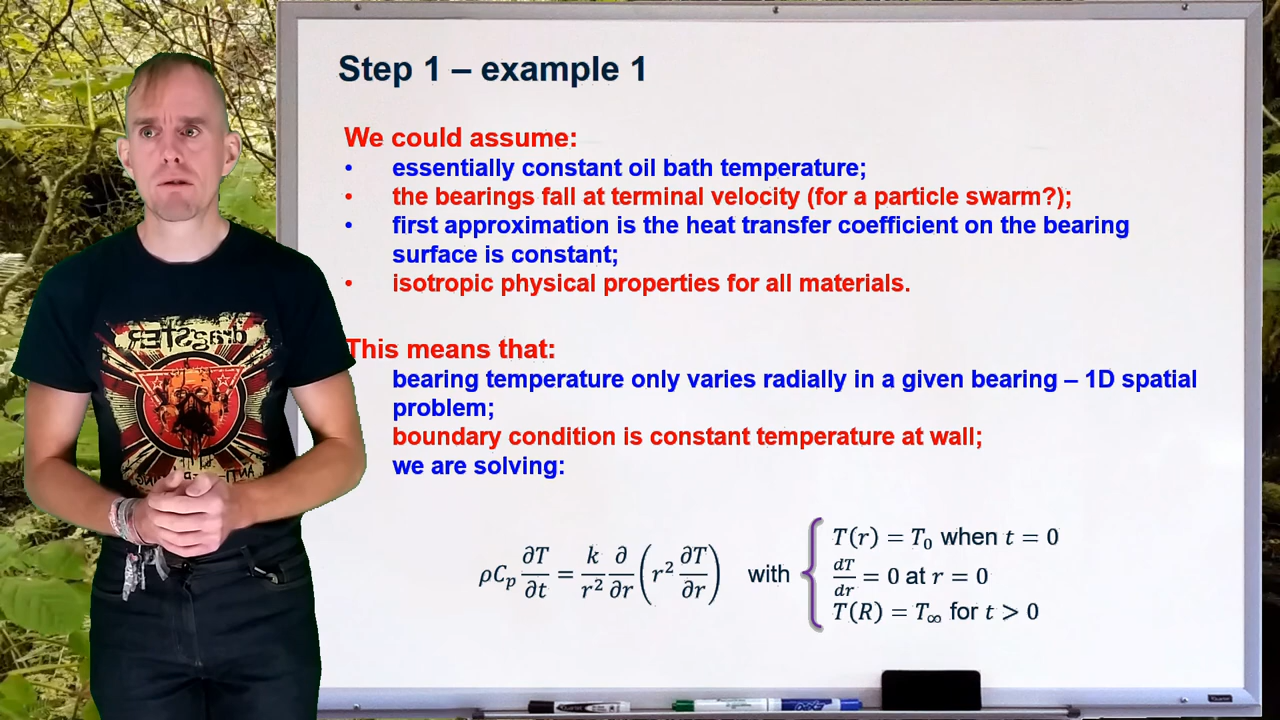 Step 1 – example 1
We could assume:
• essentially constant oil bath temperature;
• the bearings fall at terminal velocity (for a particle swarm?);
• first approximation is the heat transfer coefficient on the bearing
surface is constant;
• isotropic physical properties for all materials.
This means that:
bearing temperature only varies radially in a given bearing – 1D spatial
problem;
boundary condition is constant temperature at wall;
we are solving:
ρC_p ∂T/∂t = k/r² ∂/∂r (r² ∂T/∂r) with
T(r) = T₀ when t = 0
dT/dr = 0 at r = 0
T(R) = T∞ for t > 0
dragSTER